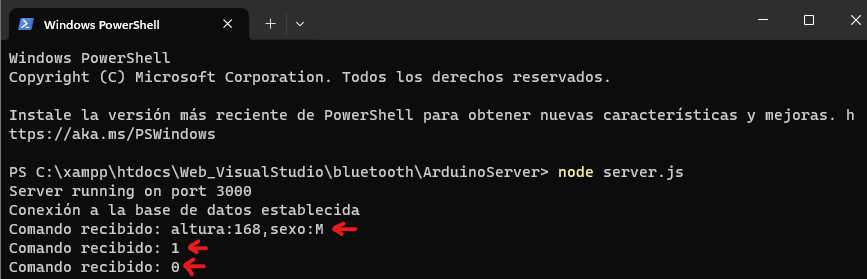 Windows PowerShell
Windows PowerShell
Copyright (C) Microsoft Corporation. Todos los derechos reservados.
Instale la versión más reciente de PowerShell para obtener nuevas características y mejoras. h
ttps://aka.ms/PSWindows
PS C:\xampp\htdocs\Web_VisualStudio\bluetooth\ArduinoServer> node server.js
Server running on port 3000
Conexión a la base de datos establecida
Comando recibido: altura:168,sexo:M
Comando recibido: 1
Comando recibido: 0